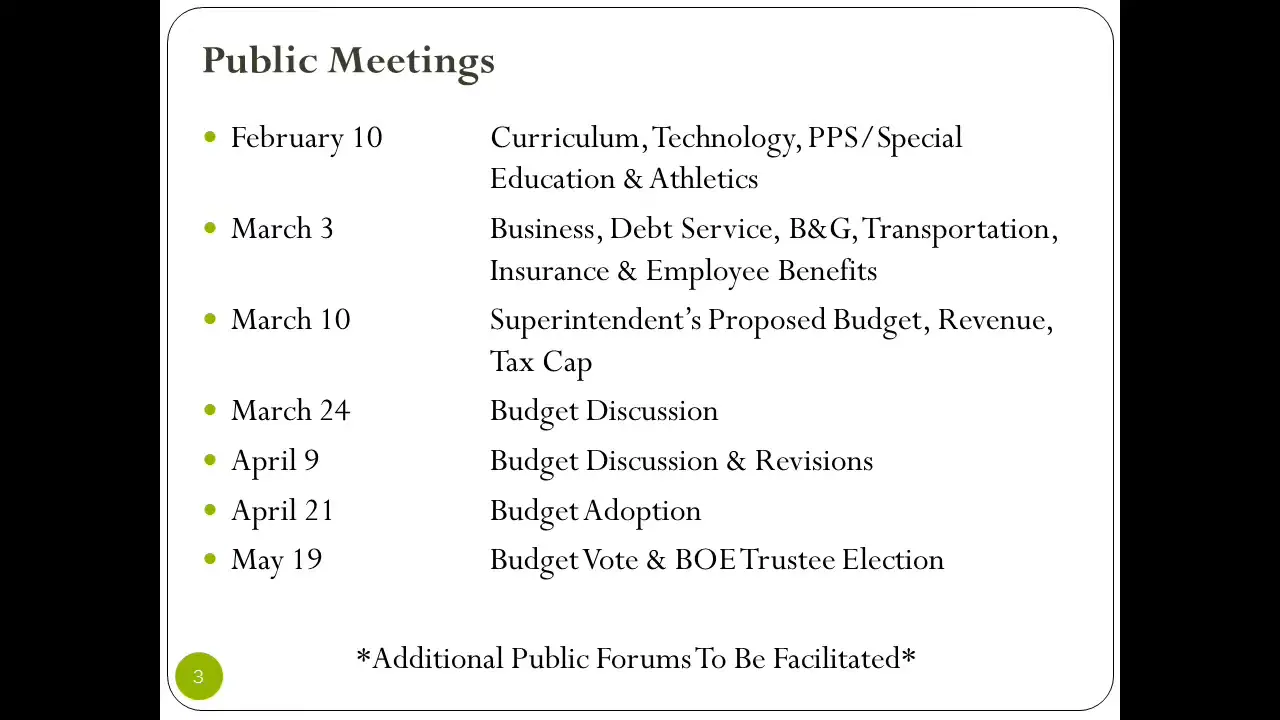 Public Meetings
• February 10 Curriculum, Technology, PPS/Special
Education & Athletics
• March 3 Business, Debt Service, B&G, Transportation,
Insurance & Employee Benefits
• March 10 Superintendent’s Proposed Budget, Revenue,
Tax Cap
• March 24 Budget Discussion
• April 9 Budget Discussion & Revisions
• April 21 Budget Adoption
• May 19 Budget Vote & BOE Trustee Election
*Additional Public Forums To Be Facilitated*
3